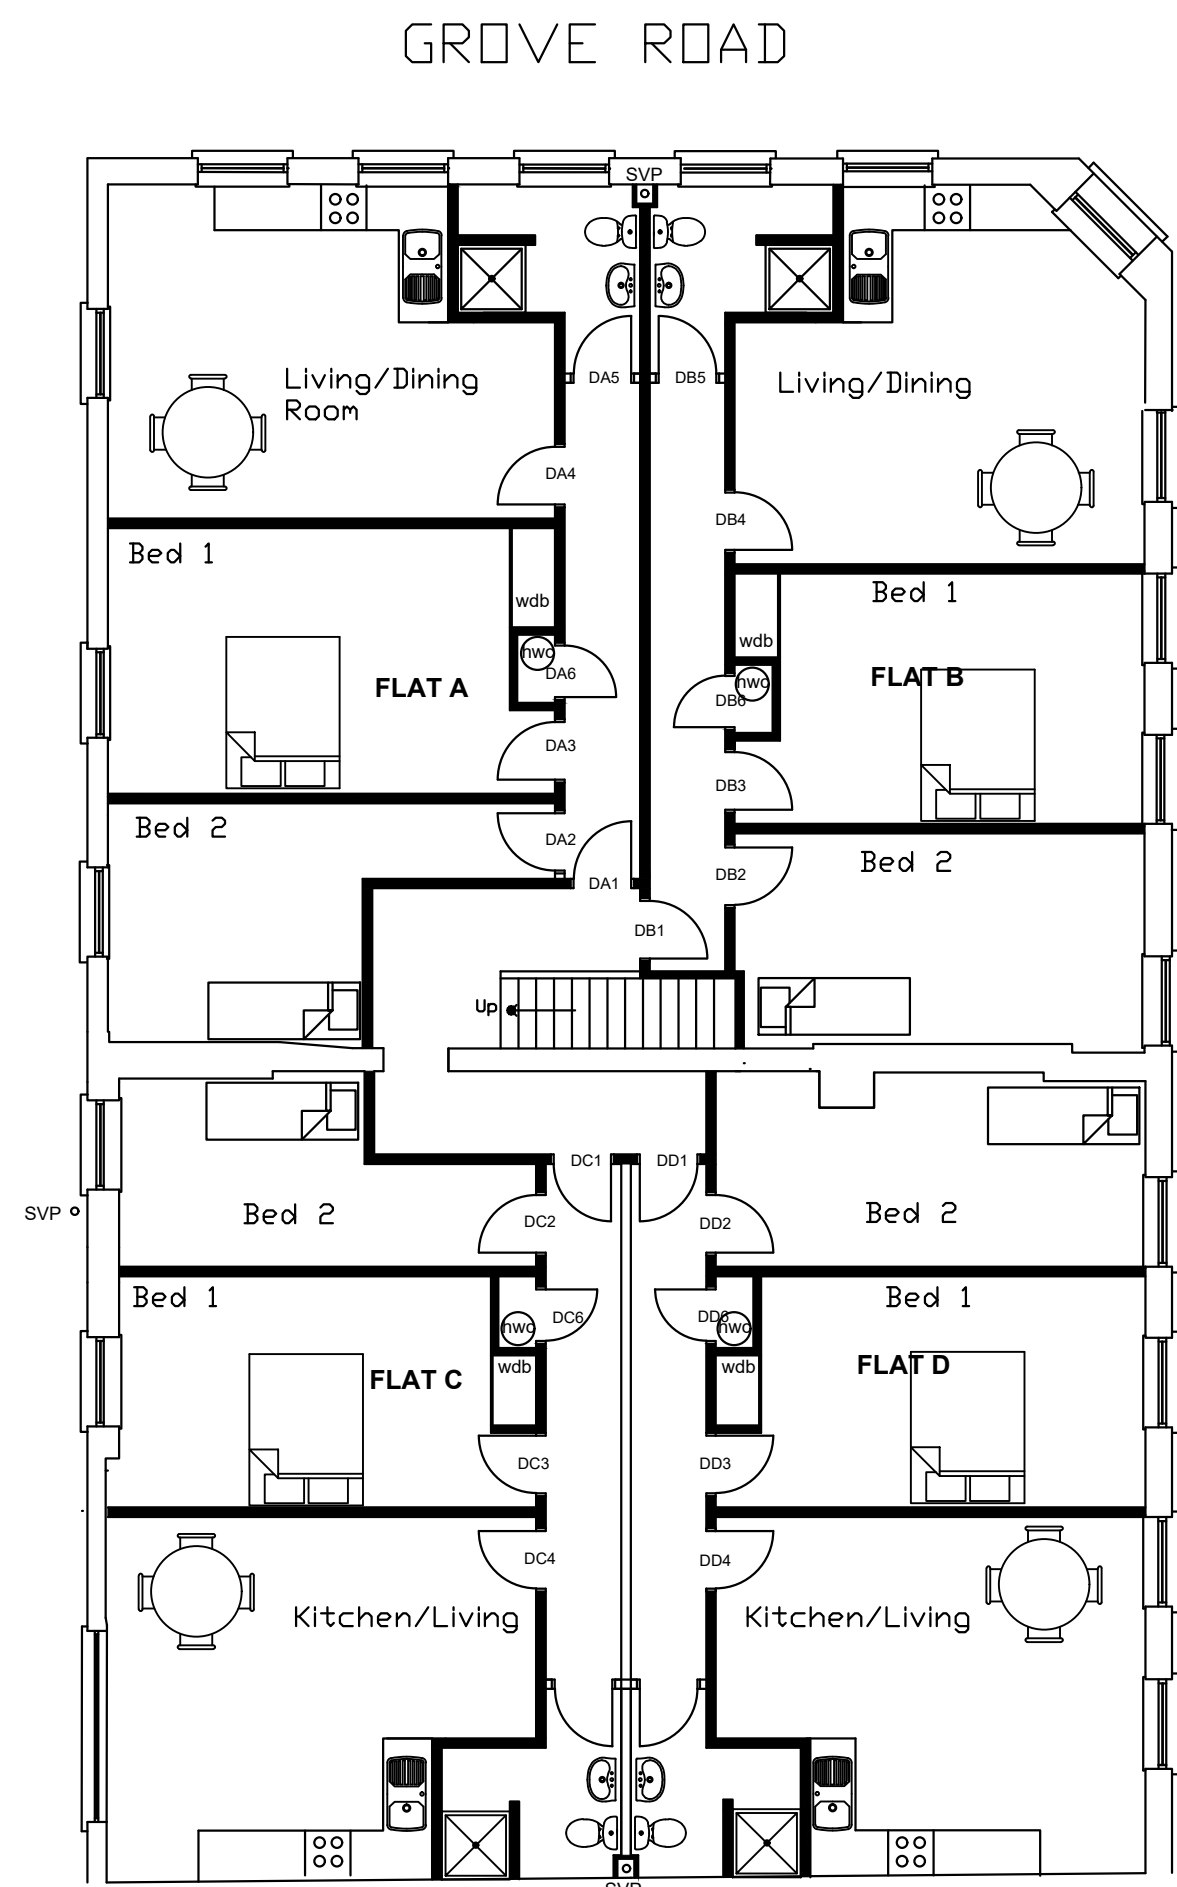 GROVE ROAD
SVP
DA5
DB5
Living/Dining
Room
Living/Dining
DA4
DB4
Bed 1
Bed 1
wdb
wdb
hwc
DA6
FLAT A
hwc
DB6
FLAT B
DA3
DB3
Bed 2
DA2
Bed 2
DB2
DA1
DB1
Up
DC1
DD1
SVP
Bed 2
DC2
DD2
Bed 2
Bed 1
Bed 1
hwc
DC6
DD6
hwc
wdb
wdb
FLAT C
FLAT D
DC3
DD3
DC4
DD4
Kitchen/Living
Kitchen/Living
SVP